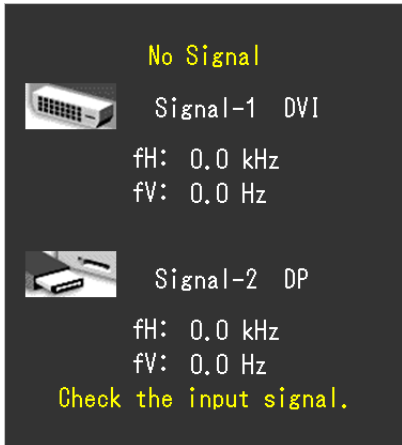 No Signal
Signal-1 DVI
fH: 0.0 kHz
fV: 0.0 Hz
Signal-2 DP
fH: 0.0 kHz
fV: 0.0 Hz
Check the input signal.